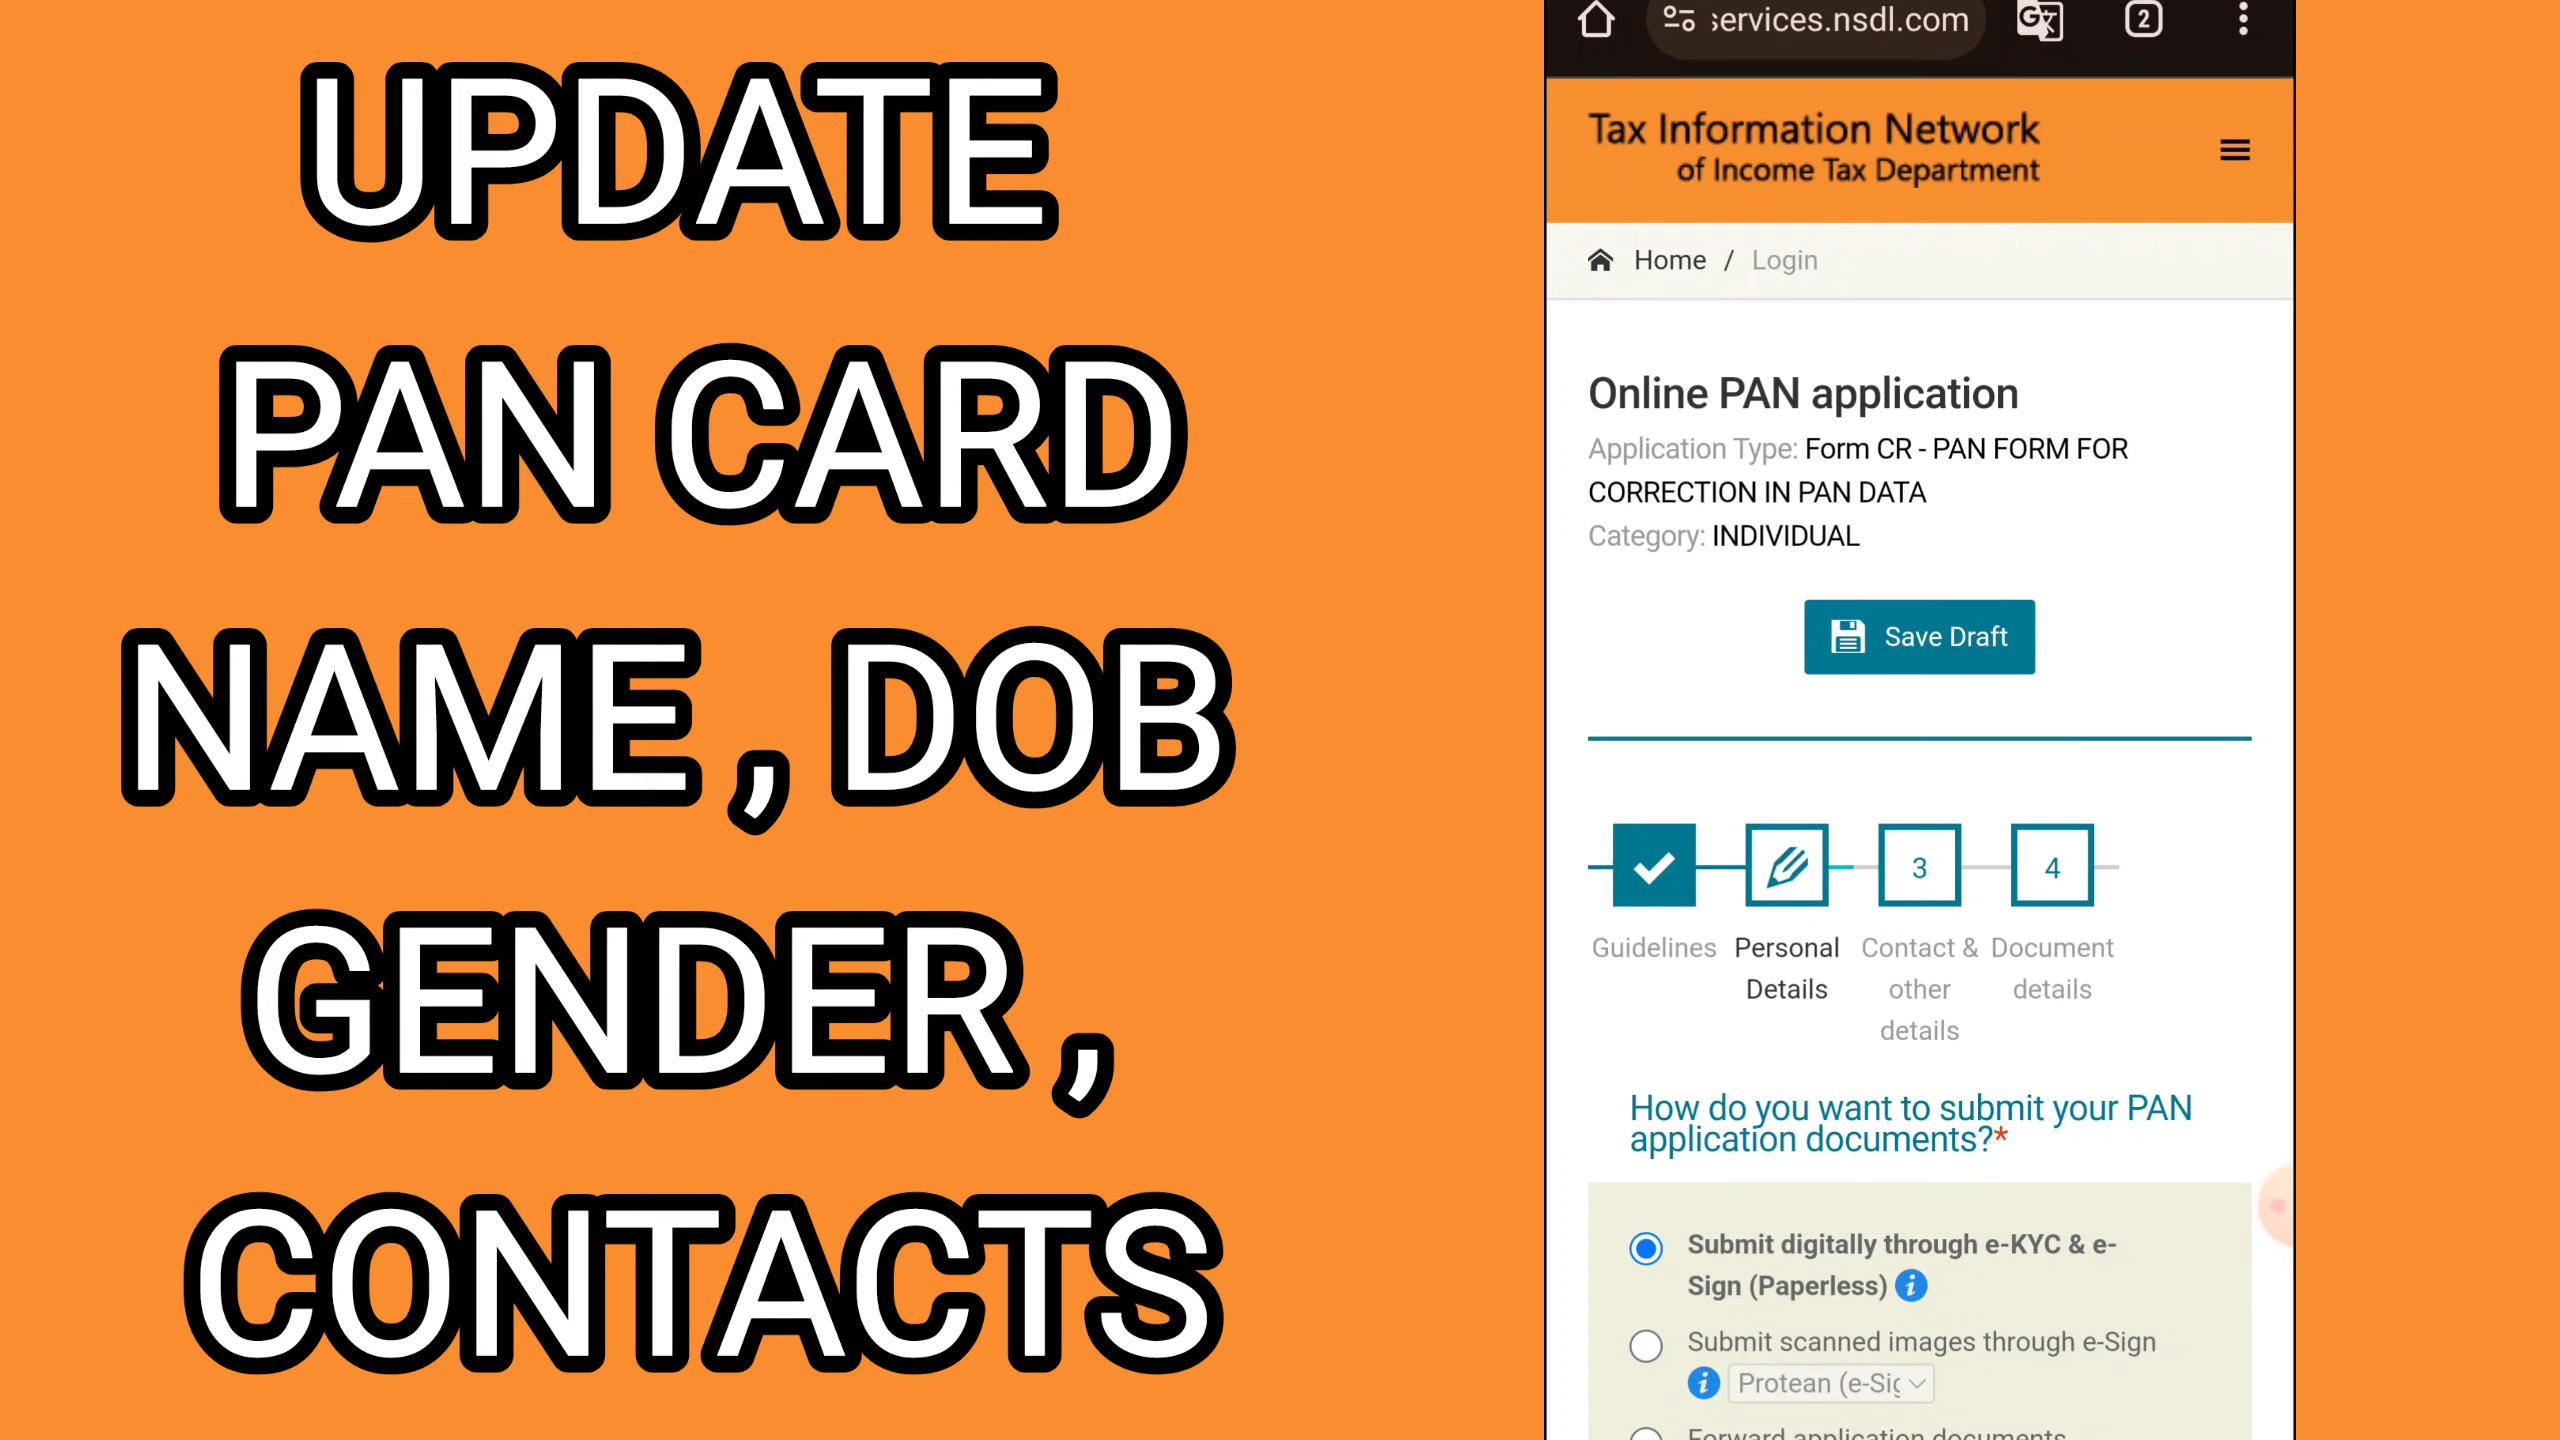 UPDATE
PAN CARD
NAME, DOB
GENDER,
CONTACTS
services.nsdl.com
2
Tax Information Network
of Income Tax Department
Home / Login
Online PAN application
Application Type: Form CR - PAN FORM FOR
CORRECTION IN PAN DATA
Category: INDIVIDUAL
Save Draft
3
4
Guidelines
Personal
Details
Contact &
other
details
Document
details
How do you want to submit your PAN
application documents?*
Submit digitally through e-KYC & e-
Sign (Paperless)
Submit scanned images through e-Sign
Protean (e-Sig
Forward application documents